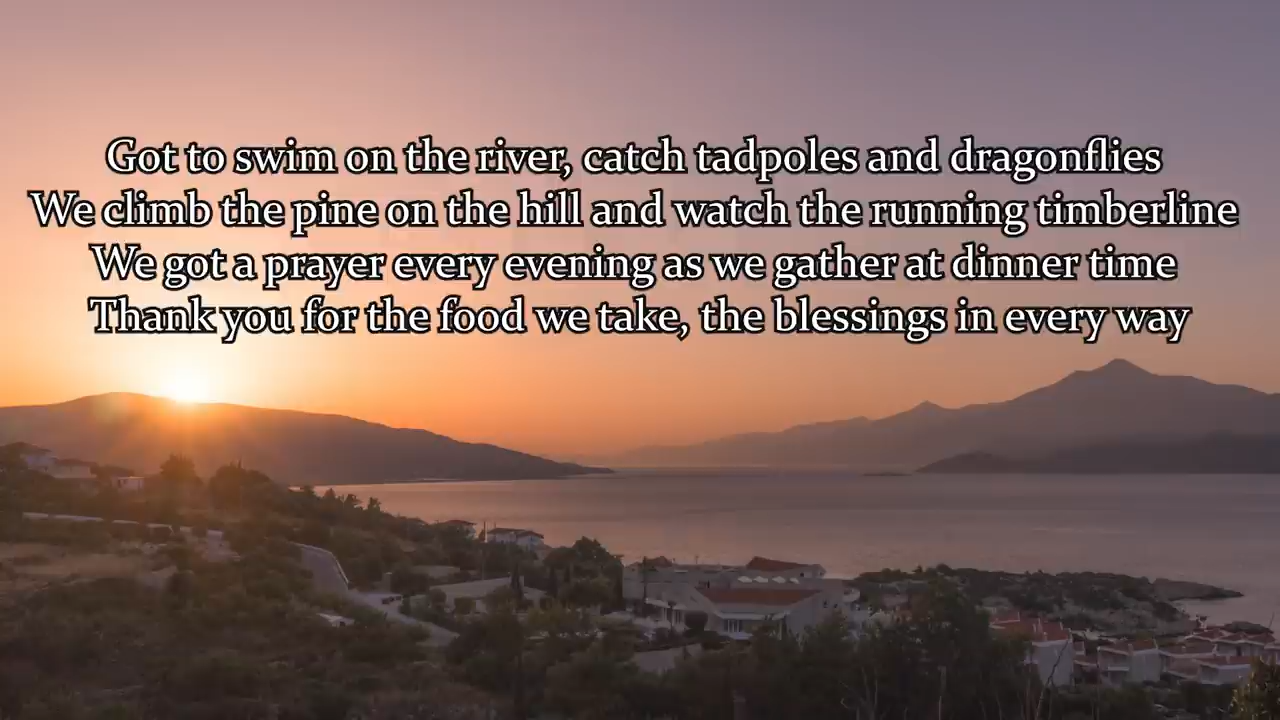 Got to swim on the river, catch tadpoles and dragonflies
We climb the pine on the hill and watch the running timberline
We got a prayer every evening as we gather at dinner time
Thank you for the food we take, the blessings in every way